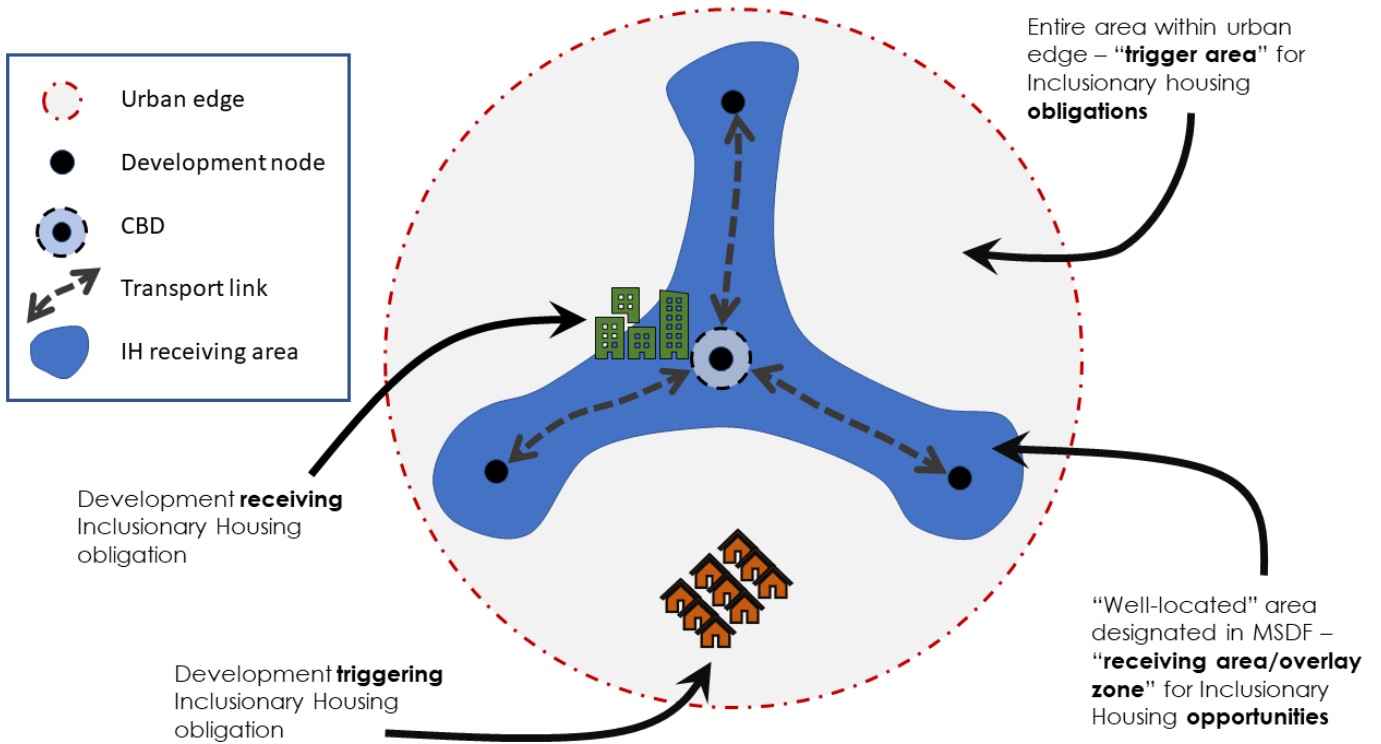 Urban edge
Development node
CBD
Transport link
IH receiving area
Entire area within urban
edge – “trigger area” for
Inclusionary housing
obligations
Development receiving
Inclusionary Housing
obligation
Development triggering
Inclusionary Housing
obligation
“Well-located” area
designated in MSDF –
“receiving area/overlay
zone” for Inclusionary
Housing opportunities